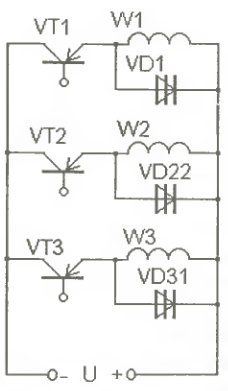 VT1 W1
VD1
VT2 W2
VD22
VT3 W3
VD31
- U +